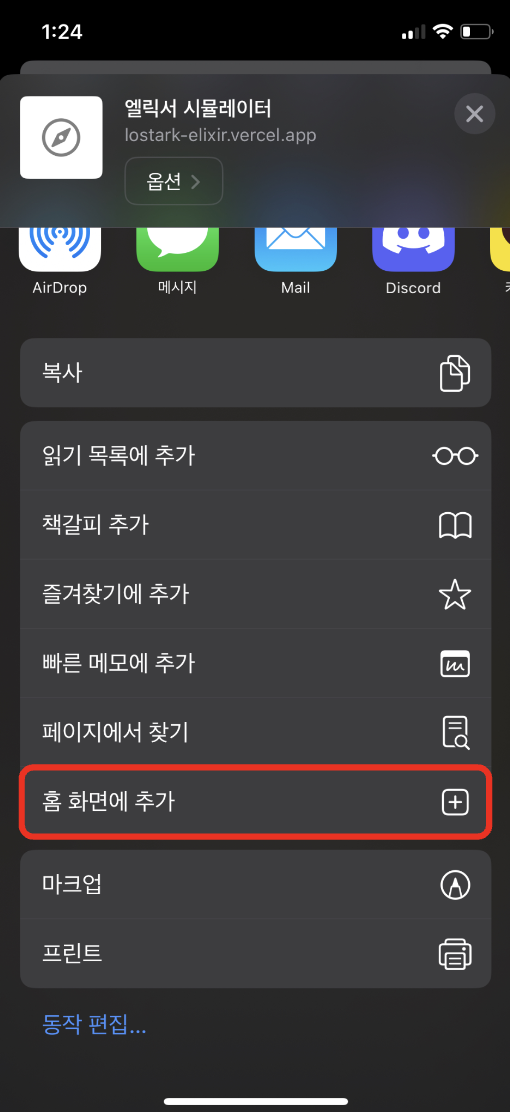 1:24
엘릭서 시뮬레이터
lostark-elixir.vercel.app
옵션
AirDrop
메시지
Mail
Discord
복사
읽기 목록에 추가
책갈피 추가
즐겨찾기에 추가
빠른 메모에 추가
페이지에서 찾기
홈 화면에 추가
마크업
프린트
동작 편집...